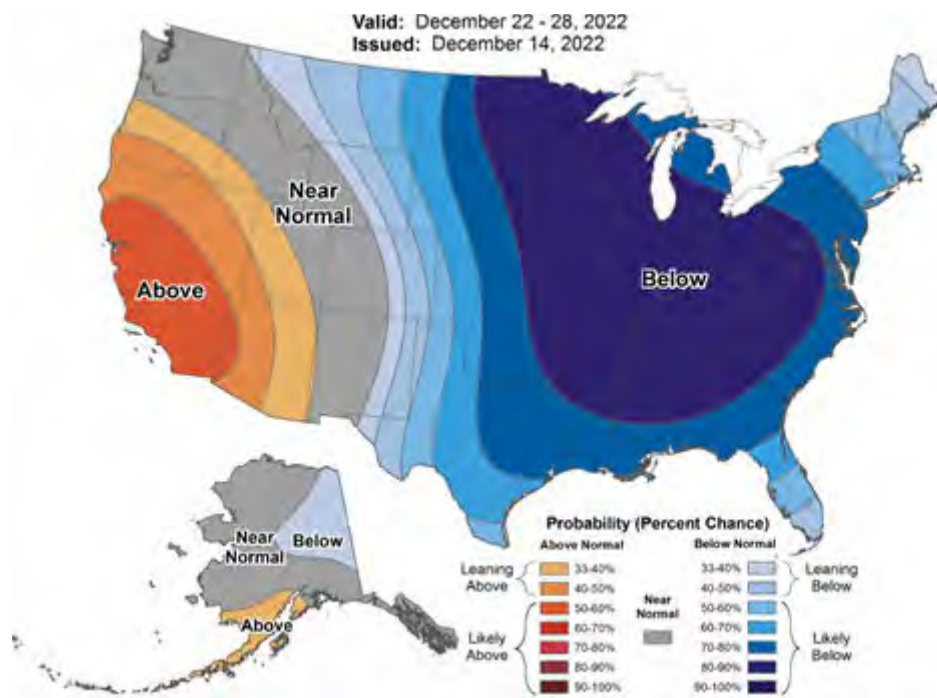 Valid: December 22 - 28, 2022
Issued: December 14, 2022
Near
Normal
Above
Below
Near
Normal
Below
Above
Probability (Percent Chance)
Above Normal
Below Normal
Leaning
Above
33-40%
40-50%
Likely
Above
50-60%
60-70%
70-80%
80-90%
90-100%
Near
Normal
33-40%
40-50%
Leaning
Below
50-60%
60-70%
70-80%
80-90%
90-100%
Likely
Below